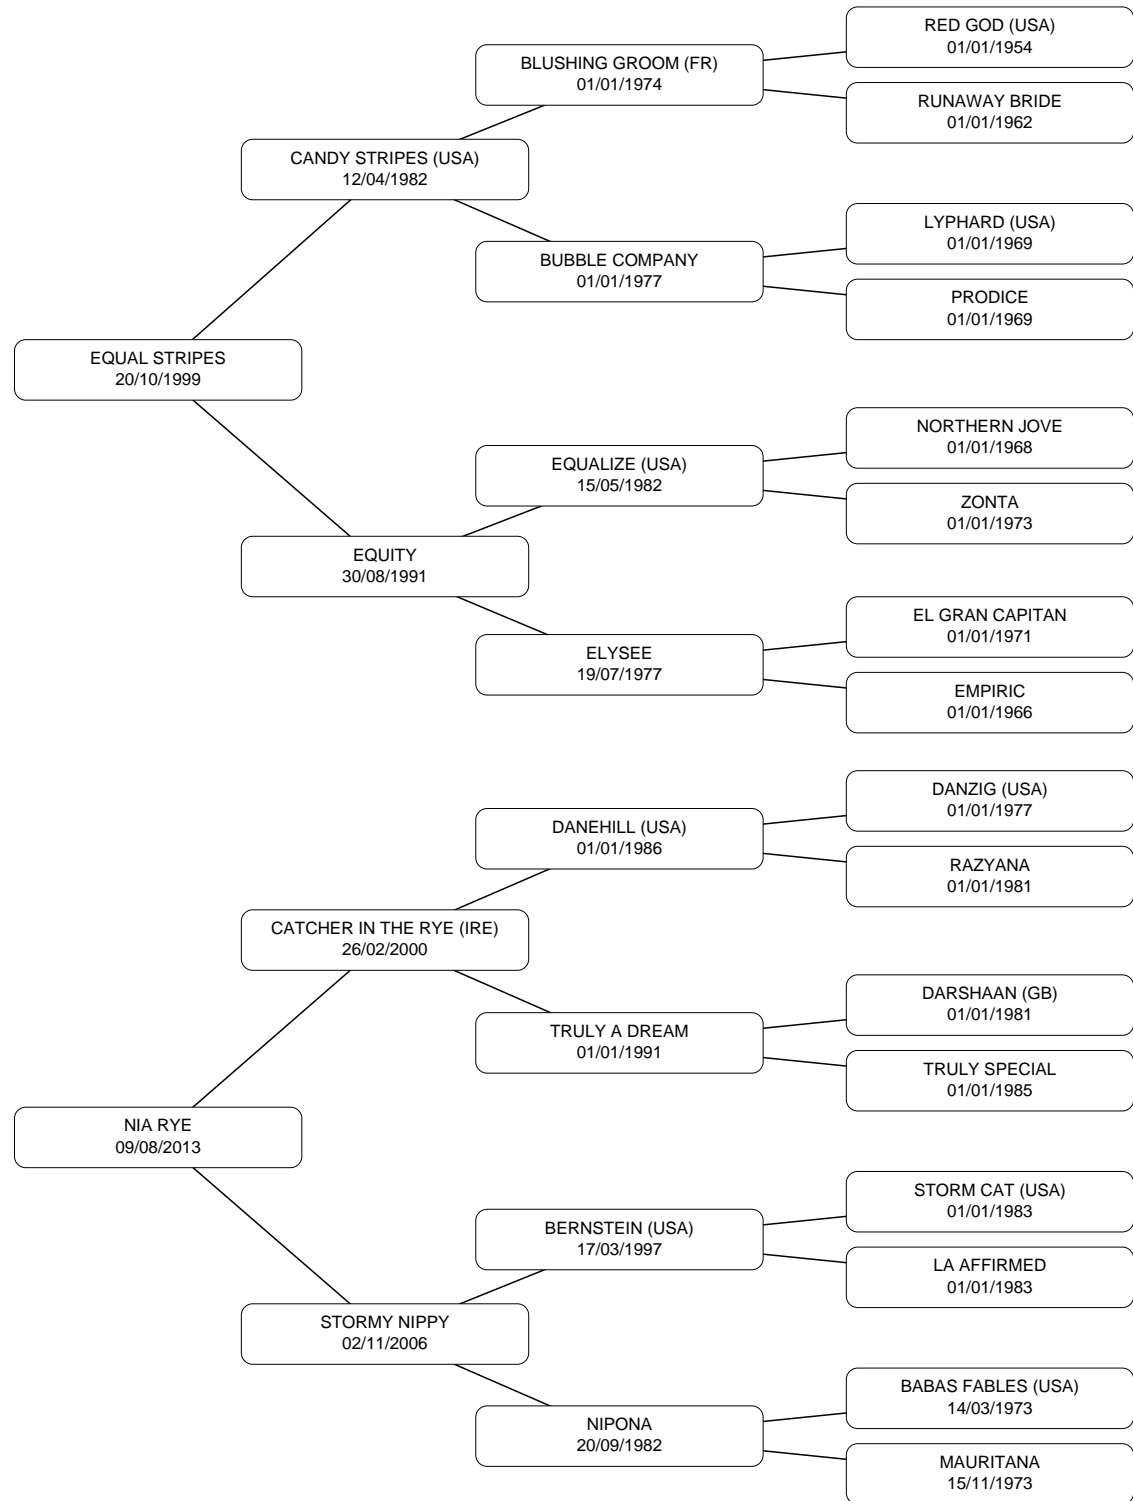 RED GOD (USA)
01/01/1954
BLUSHING GROOM (FR)
01/01/1974
RUNAWAY BRIDE
01/01/1962
CANDY STRIPES (USA)
12/04/1982
LYPHARD (USA)
01/01/1969
BUBBLE COMPANY
01/01/1977
PRODICE
01/01/1969
EQUAL STRIPES
20/10/1999
NORTHERN JOVE
01/01/1968
EQUALIZE (USA)
15/05/1982
ZONTA
01/01/1973
EQUITY
30/08/1991
EL GRAN CAPITAN
01/01/1971
ELYSEE
19/07/1977
EMPIRIC
01/01/1966
DANZIG (USA)
01/01/1977
DANEHILL (USA)
01/01/1986
RAZYANA
01/01/1981
CATCHER IN THE RYE (IRE)
26/02/2000
DARSHAAN (GB)
01/01/1981
TRULY A DREAM
01/01/1991
TRULY SPECIAL
01/01/1985
NIA RYE
09/08/2013
STORM CAT (USA)
01/01/1983
BERNSTEIN (USA)
17/03/1997
LA AFFIRMED
01/01/1983
STORMY NIPPY
02/11/2006
BABAS FABLES (USA)
14/03/1973
NIPONA
20/09/1982
MAURITANA
15/11/1973